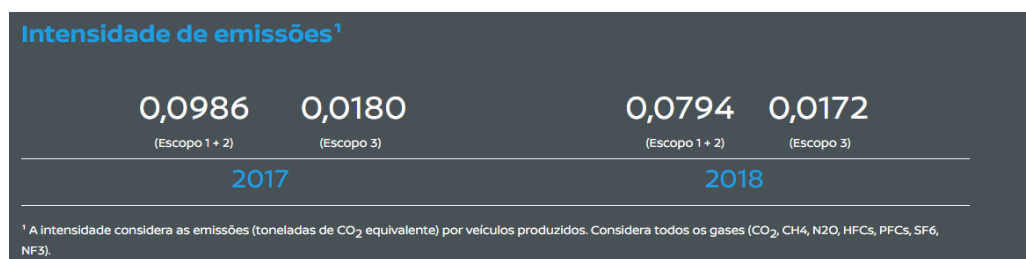 Intensidade de emissões¹
0,0986 0,0180 0,0794 0,0172
(Escopo 1 + 2) (Escopo 3) (Escopo 1 + 2) (Escopo 3)
2017 2018
¹ A intensidade considera as emissões (toneladas de CO₂ equivalente) por veículos produzidos. Considera todos os gases (CO₂, CH4, N2O, HFCs, PFCs, SF6,
NF3).